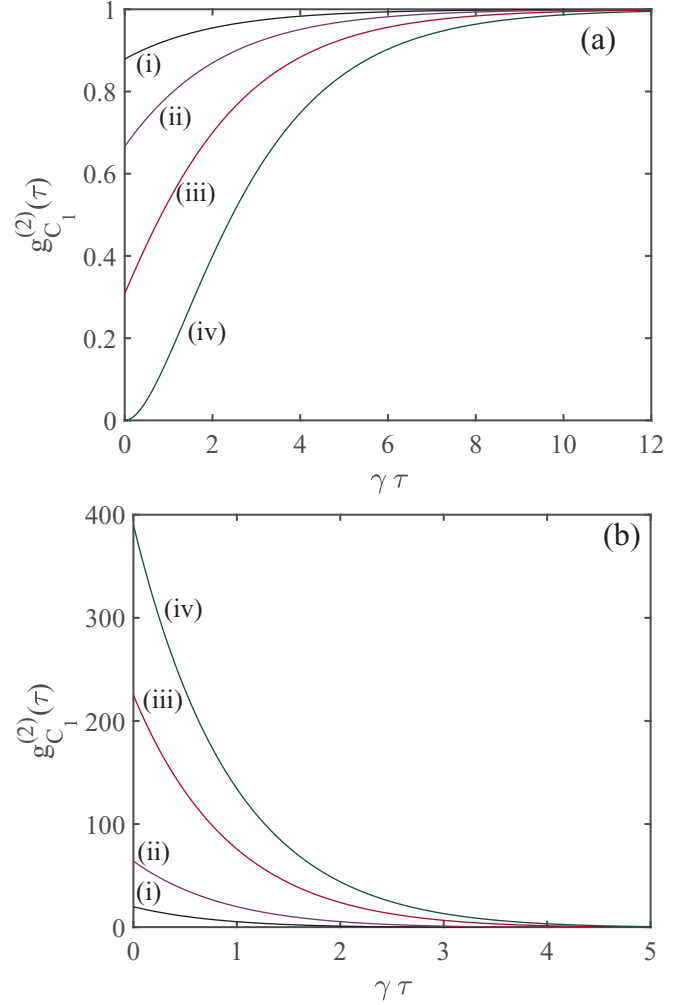 1
(a)
(i)
0.8
(ii)
0.6
(iii)
0.4
(iv)
0.2
0
g_{C_1}^{(2)}(τ)
0 2 4 6 8 10 12
γ τ
400
(b)
(iv)
300
(iii)
200
100
(ii)
(i)
0
g_{C_1}^{(2)}(τ)
0 1 2 3 4 5
γ τ